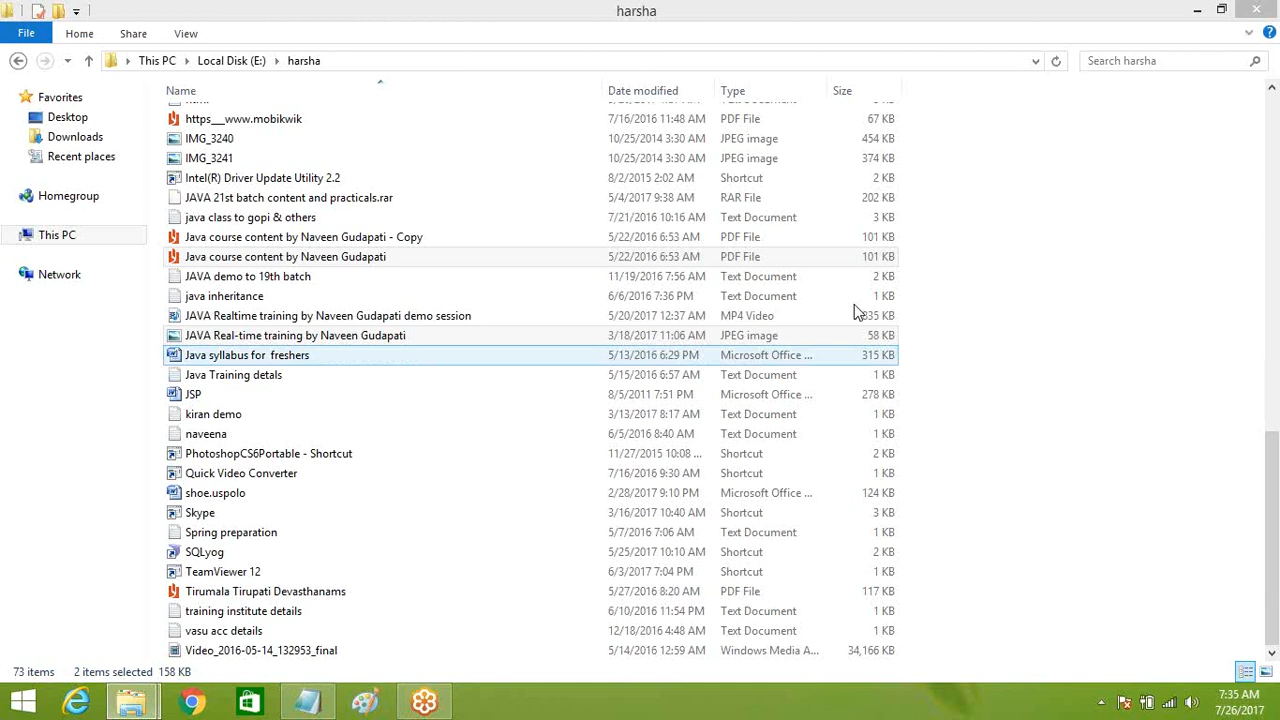 harsha
File Home Share View
This PC Local Disk (E:) harsha Search harsha
Name Date modified Type Size
Favorites
Desktop
Downloads
Recent places
Homegroup
This PC
Network
https__www.mobikwik 7/16/2016 11:48 AM PDF File 67 KB
IMG_3240 10/25/2014 3:30 AM JPEG image 454 KB
IMG_3241 10/25/2014 3:30 AM JPEG image 374 KB
Intel(R) Driver Update Utility 2.2 8/2/2015 2:02 AM Shortcut 2 KB
JAVA 21st batch content and practicals.rar 5/4/2017 9:38 AM RAR File 202 KB
java class to gopi & others 7/21/2016 10:16 AM Text Document 3 KB
Java course content by Naveen Gudapati - Copy 5/22/2016 6:53 AM PDF File 101 KB
Java course content by Naveen Gudapati 5/22/2016 6:53 AM PDF File 101 KB
JAVA demo to 19th batch 11/19/2016 7:56 AM Text Document 2 KB
java inheritance 6/6/2016 7:36 PM Text Document 1 KB
JAVA Realtime training by Naveen Gudapati demo session 5/20/2017 12:37 AM MP4 Video KB
JAVA Real-time training by Naveen Gudapati 3/18/2017 11:06 AM JPEG image 58 KB
Java syllabus for freshers 5/13/2016 6:29 PM Microsoft Office ... 315 KB
Java Training detals 5/15/2016 6:57 AM Text Document 1 KB
JSP 8/5/2011 7:51 PM Microsoft Office ... 278 KB
kiran demo 3/13/2017 8:17 AM Text Document 1 KB
naveena 6/5/2016 8:40 AM Text Document 1 KB
PhotoshopCS6Portable - Shortcut 11/27/2015 10:08 ... Shortcut 2 KB
Quick Video Converter 7/16/2016 9:30 AM Shortcut 1 KB
shoe.uspolo 2/28/2017 9:10 PM Microsoft Office ... 124 KB
Skype 3/16/2017 10:40 AM Shortcut 3 KB
Spring preparation 5/7/2016 7:06 AM Text Document 1 KB
SQLyog 5/25/2017 10:10 AM Shortcut 2 KB
TeamViewer 12 6/3/2017 7:04 PM Shortcut 1 KB
Tirumala Tirupati Devasthanams 5/27/2016 8:20 AM PDF File 117 KB
training institute details 6/10/2016 11:54 PM Text Document 1 KB
vasu acc details 12/18/2016 4:48 AM Text Document 1 KB
Video_2016-05-14_132953_final 5/14/2016 12:59 AM Windows Media A... 34,166 KB
73 items 2 items selected 158 KB
7:35 AM
7/26/2017